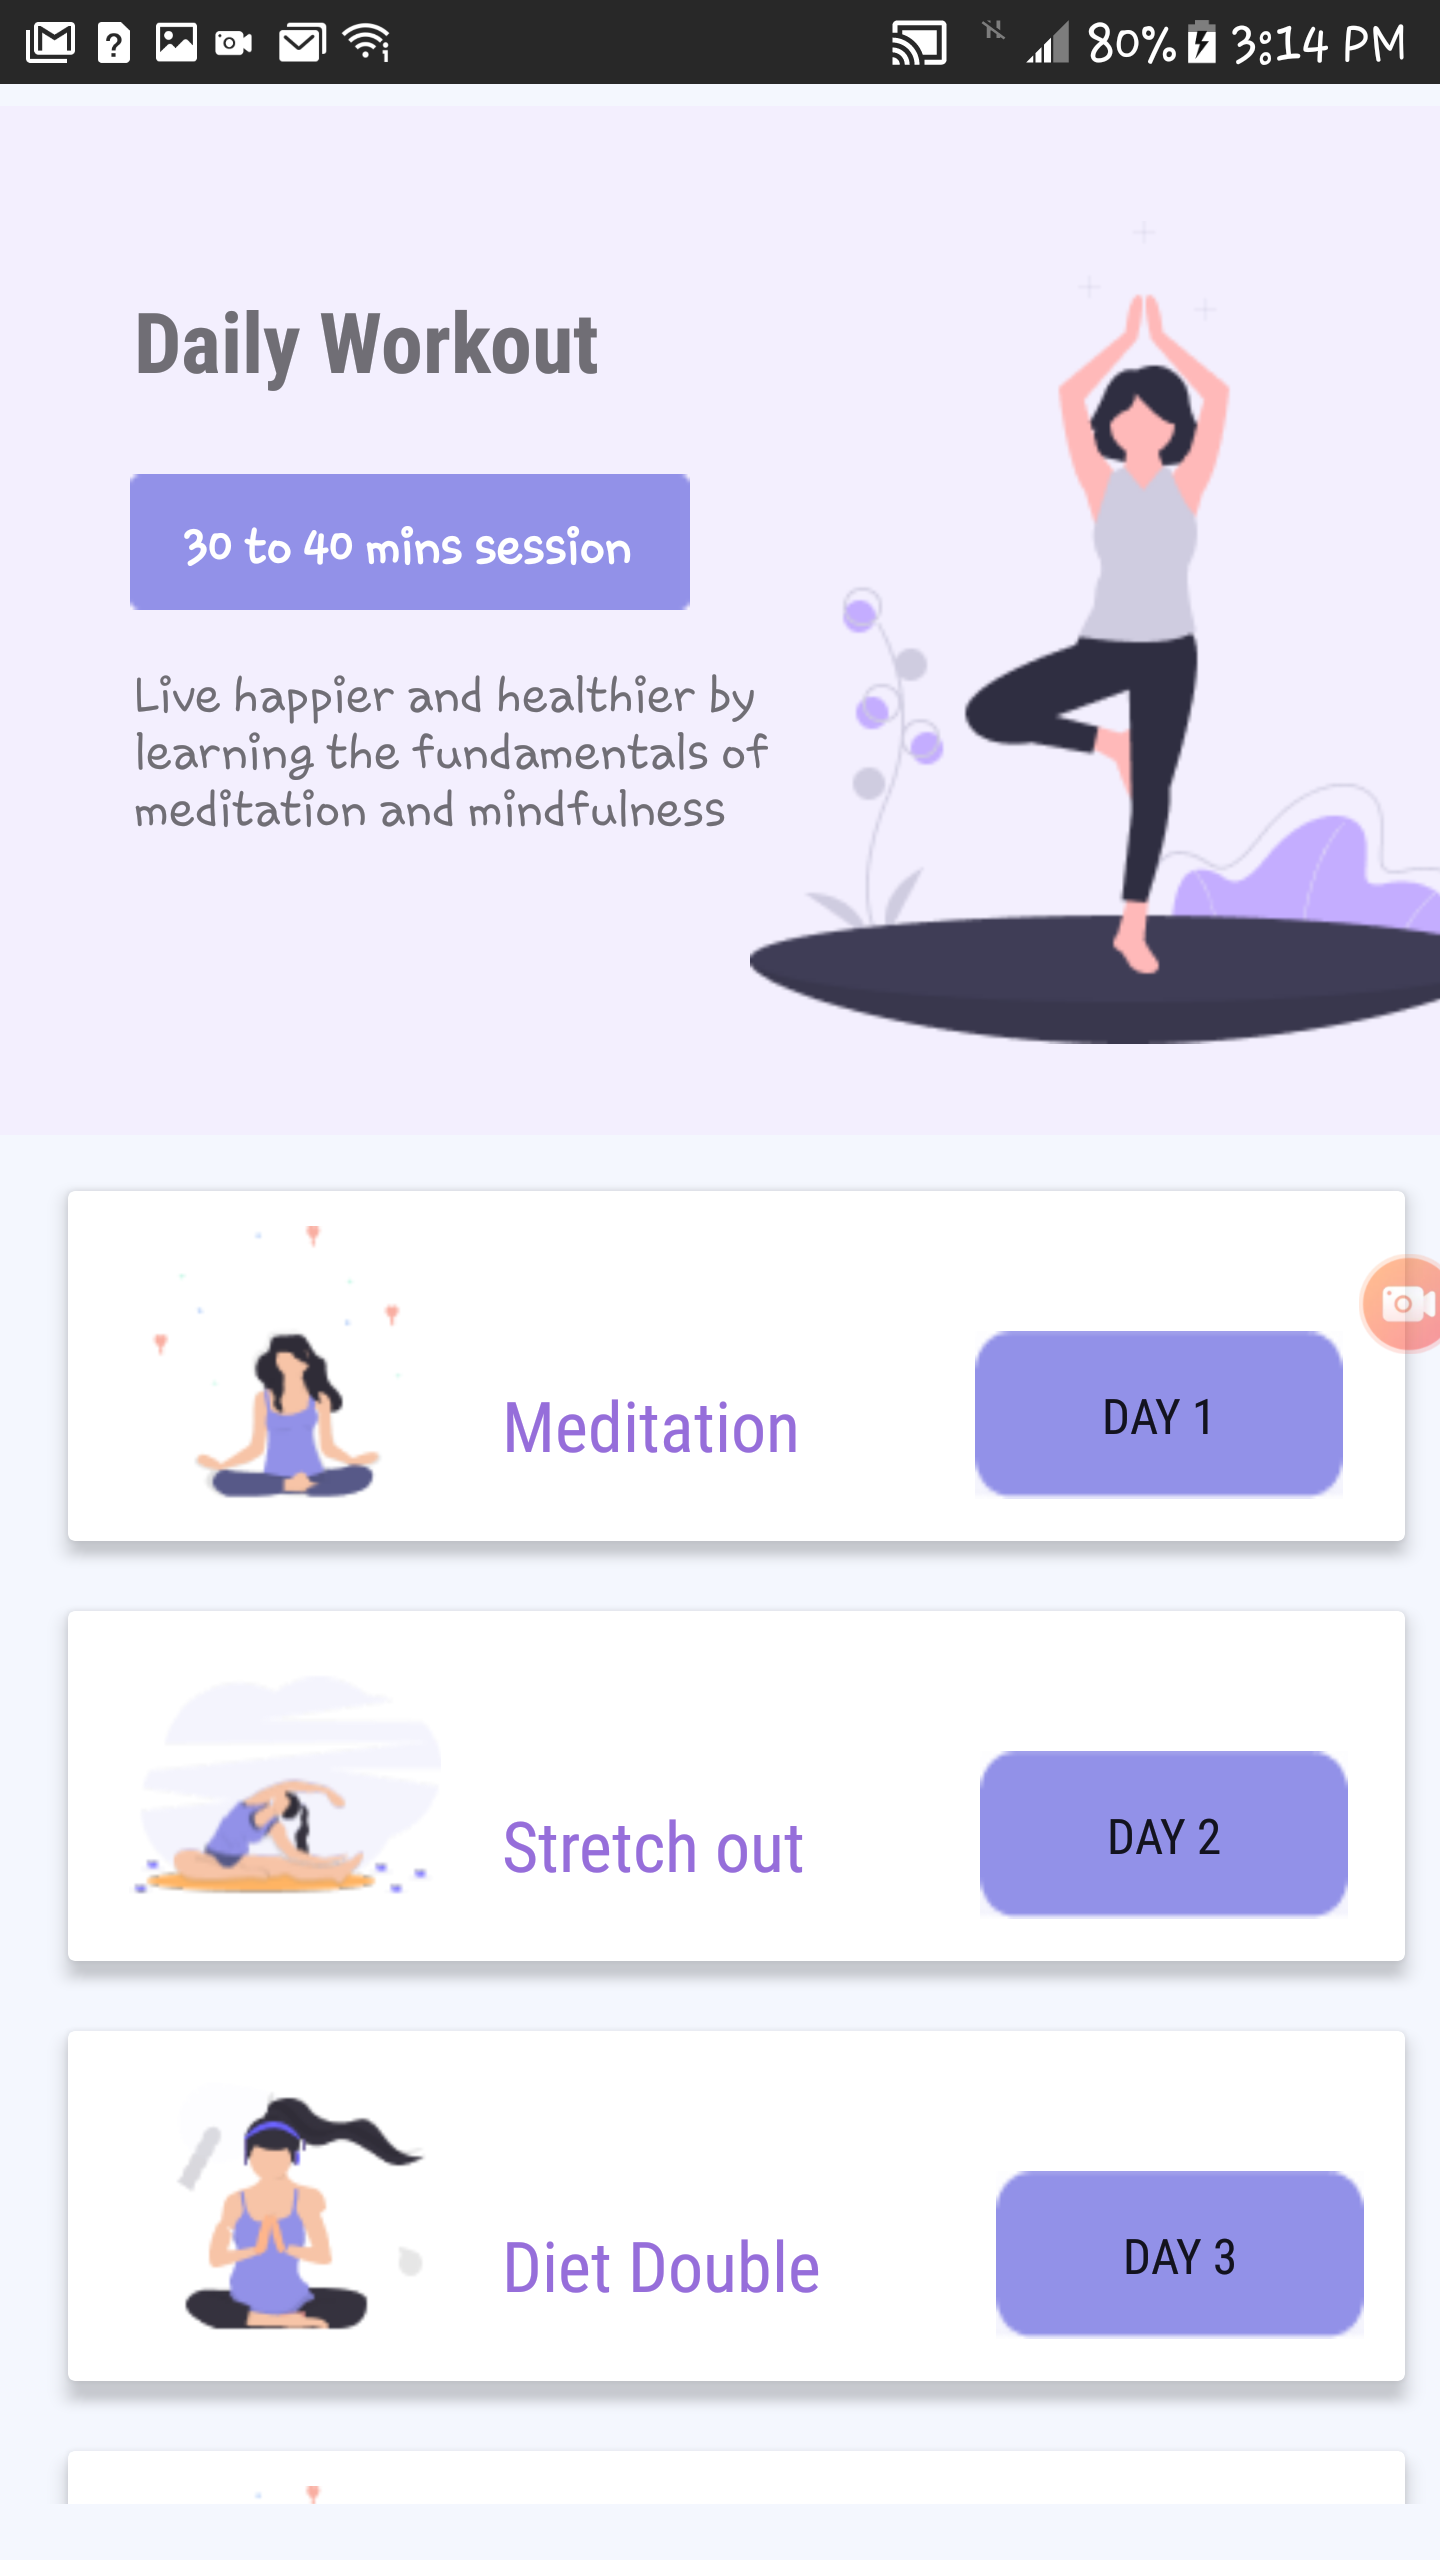 80% 3:14 PM
Daily Workout
30 to 40 mins session
Live happier and healthier by
learning the fundamentals of
meditation and mindfulness
Meditation
DAY 1
Stretch out
DAY 2
Diet Double
DAY 3